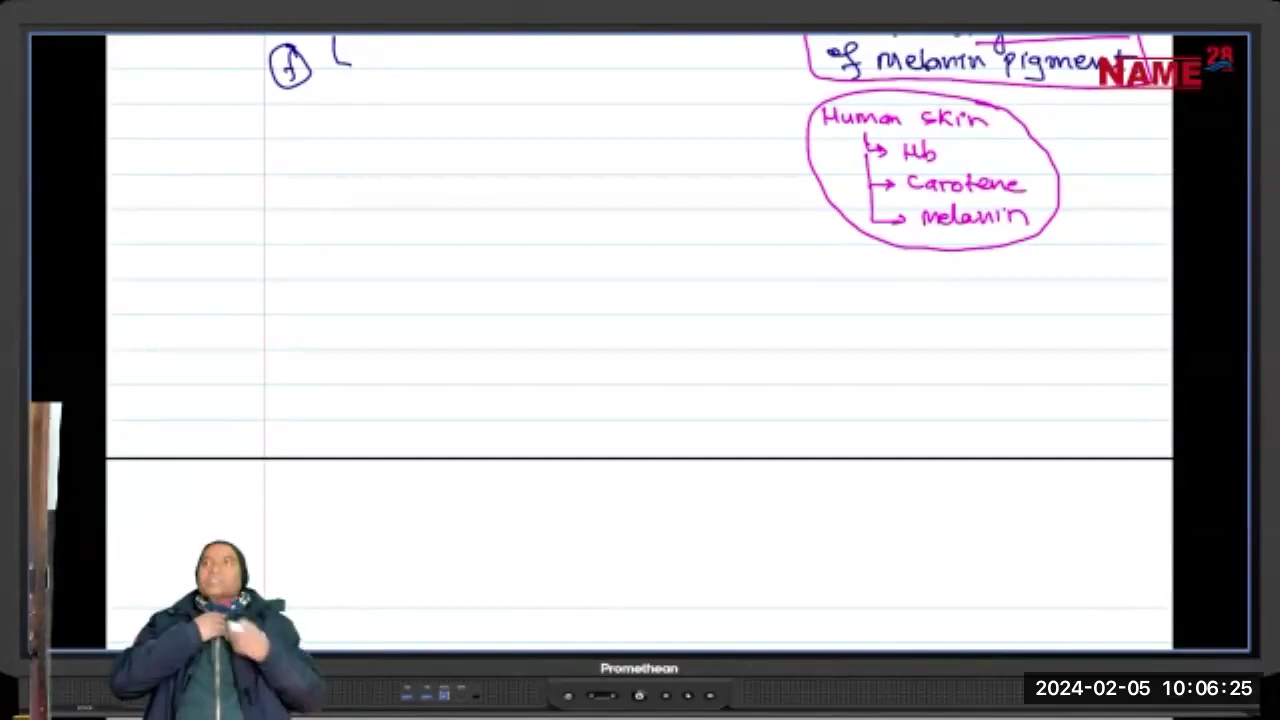 of melanin pigment
NAME 28
Human skin
Hb
Carotene
melanin
Promethean
2024-02-05 10:06:25